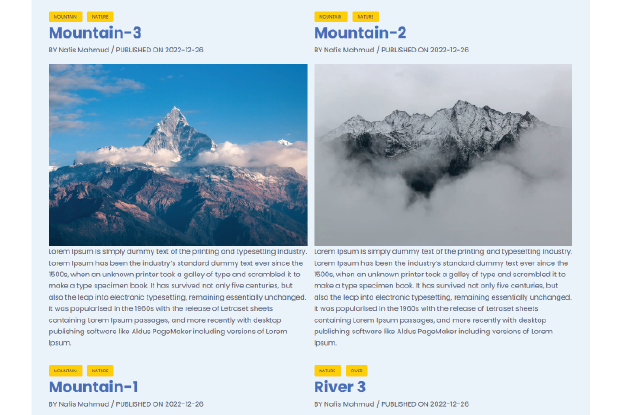 MOUNTAIN NATURE
Mountain-3
BY Nafis Mahmud / PUBLISHED ON 2022-12-26
Lorem Ipsum is simply dummy text of the printing and typesetting industry.
Lorem Ipsum has been the industry's standard dummy text ever since the
1500s, when an unknown printer took a galley of type and scrambled it to
make a type specimen book. It has survived not only five centuries, but
also the leap into electronic typesetting, remaining essentially unchanged.
It was popularised in the 1960s with the release of Letraset sheets
containing Lorem Ipsum passages, and more recently with desktop
publishing software like Aldus PageMaker including versions of Lorem
Ipsum.
MOUNTAIN NATURE
Mountain-2
BY Nafis Mahmud / PUBLISHED ON 2022-12-26
Lorem Ipsum is simply dummy text of the printing and typesetting industry.
Lorem Ipsum has been the industry's standard dummy text ever since the
1500s, when an unknown printer took a galley of type and scrambled it to
make a type specimen book. It has survived not only five centuries, but
also the leap into electronic typesetting, remaining essentially unchanged.
It was popularised in the 1960s with the release of Letraset sheets
containing Lorem Ipsum passages, and more recently with desktop
publishing software like Aldus PageMaker including versions of Lorem
Ipsum.
MOUNTAIN NATURE
Mountain-1
BY Nafis Mahmud / PUBLISHED ON 2022-12-26
NATURE RIVER
River 3
BY Nafis Mahmud / PUBLISHED ON 2022-12-26